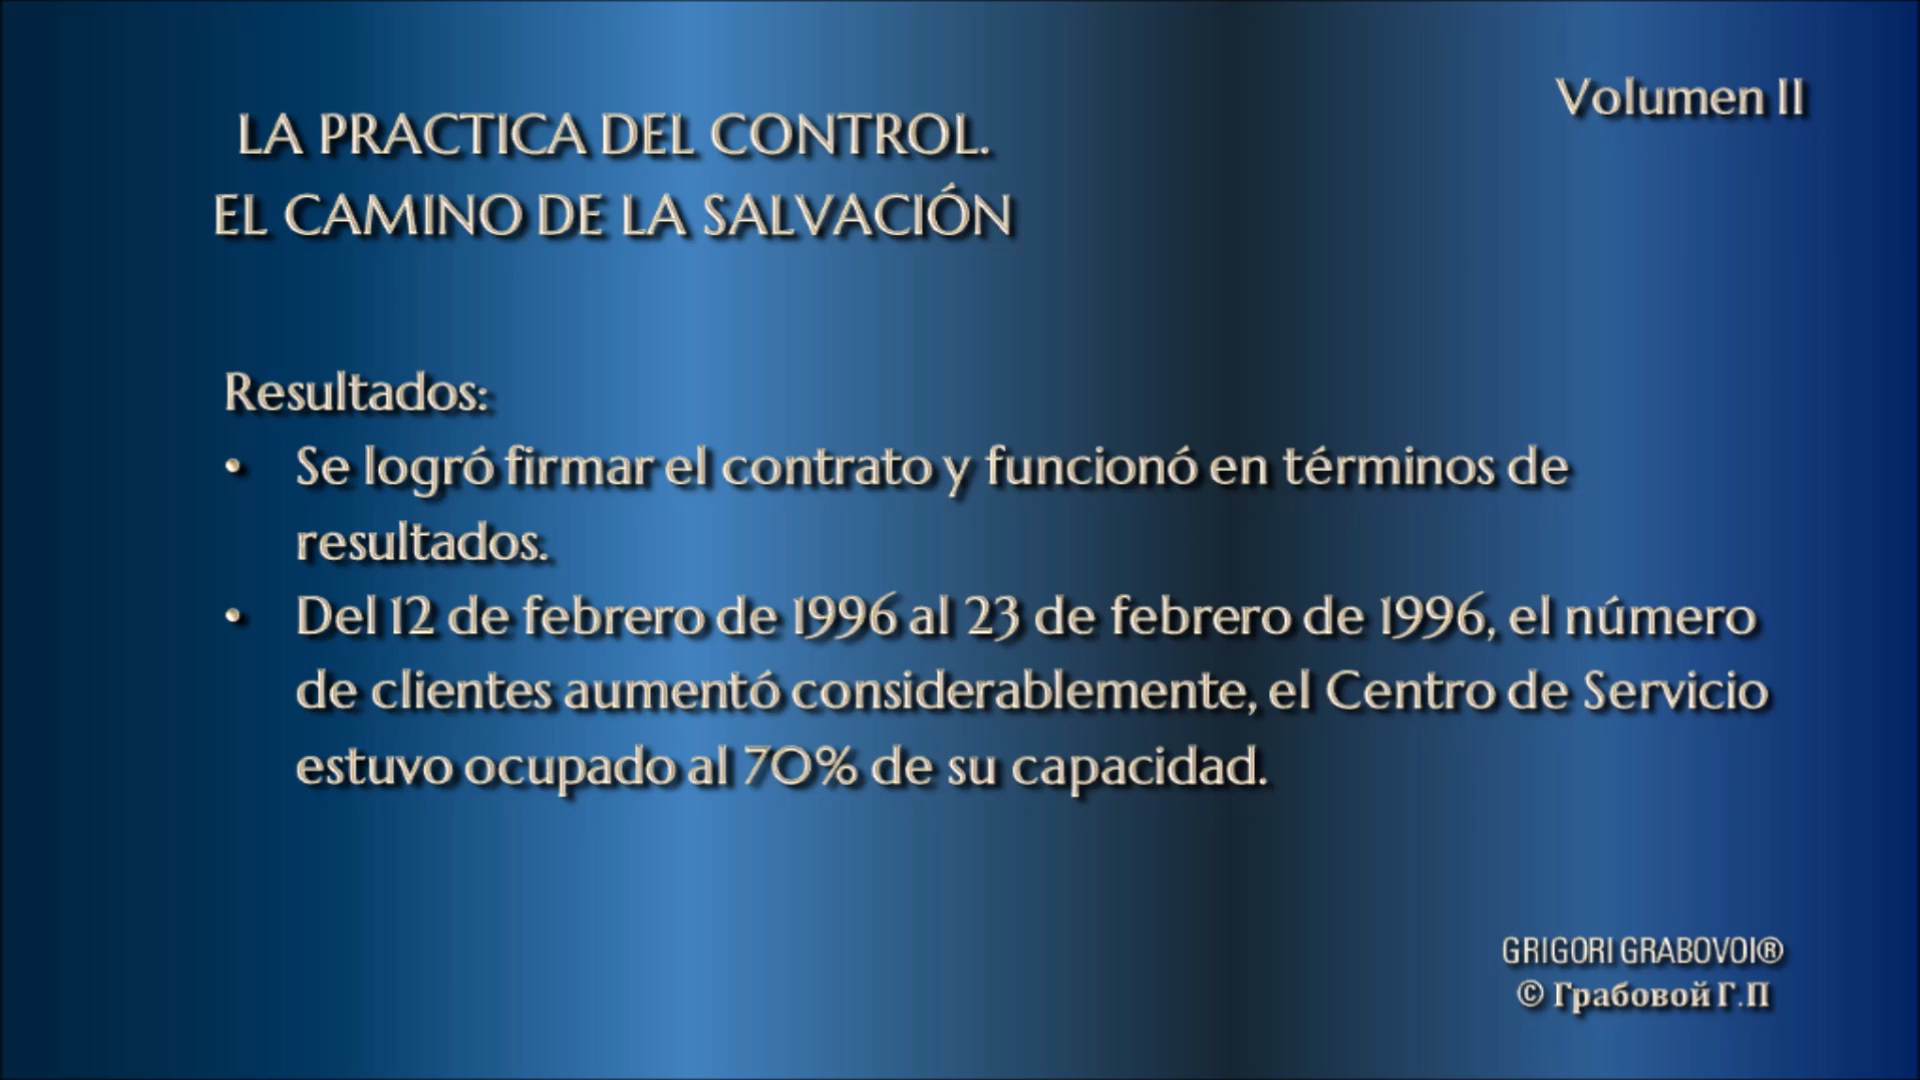 Volumen II
LA PRACTICA DEL CONTROL.
EL CAMINO DE LA SALVACIÓN
Resultados:
• Se logró firmar el contrato y funcionó en términos de
resultados.
• Del 12 de febrero de 1996 al 23 de febrero de 1996, el número
de clientes aumentó considerablemente, el Centro de Servicio
estuvo ocupado al 70% de su capacidad.
GRIGORI GRABOVOI®
© Грабовой Г.П